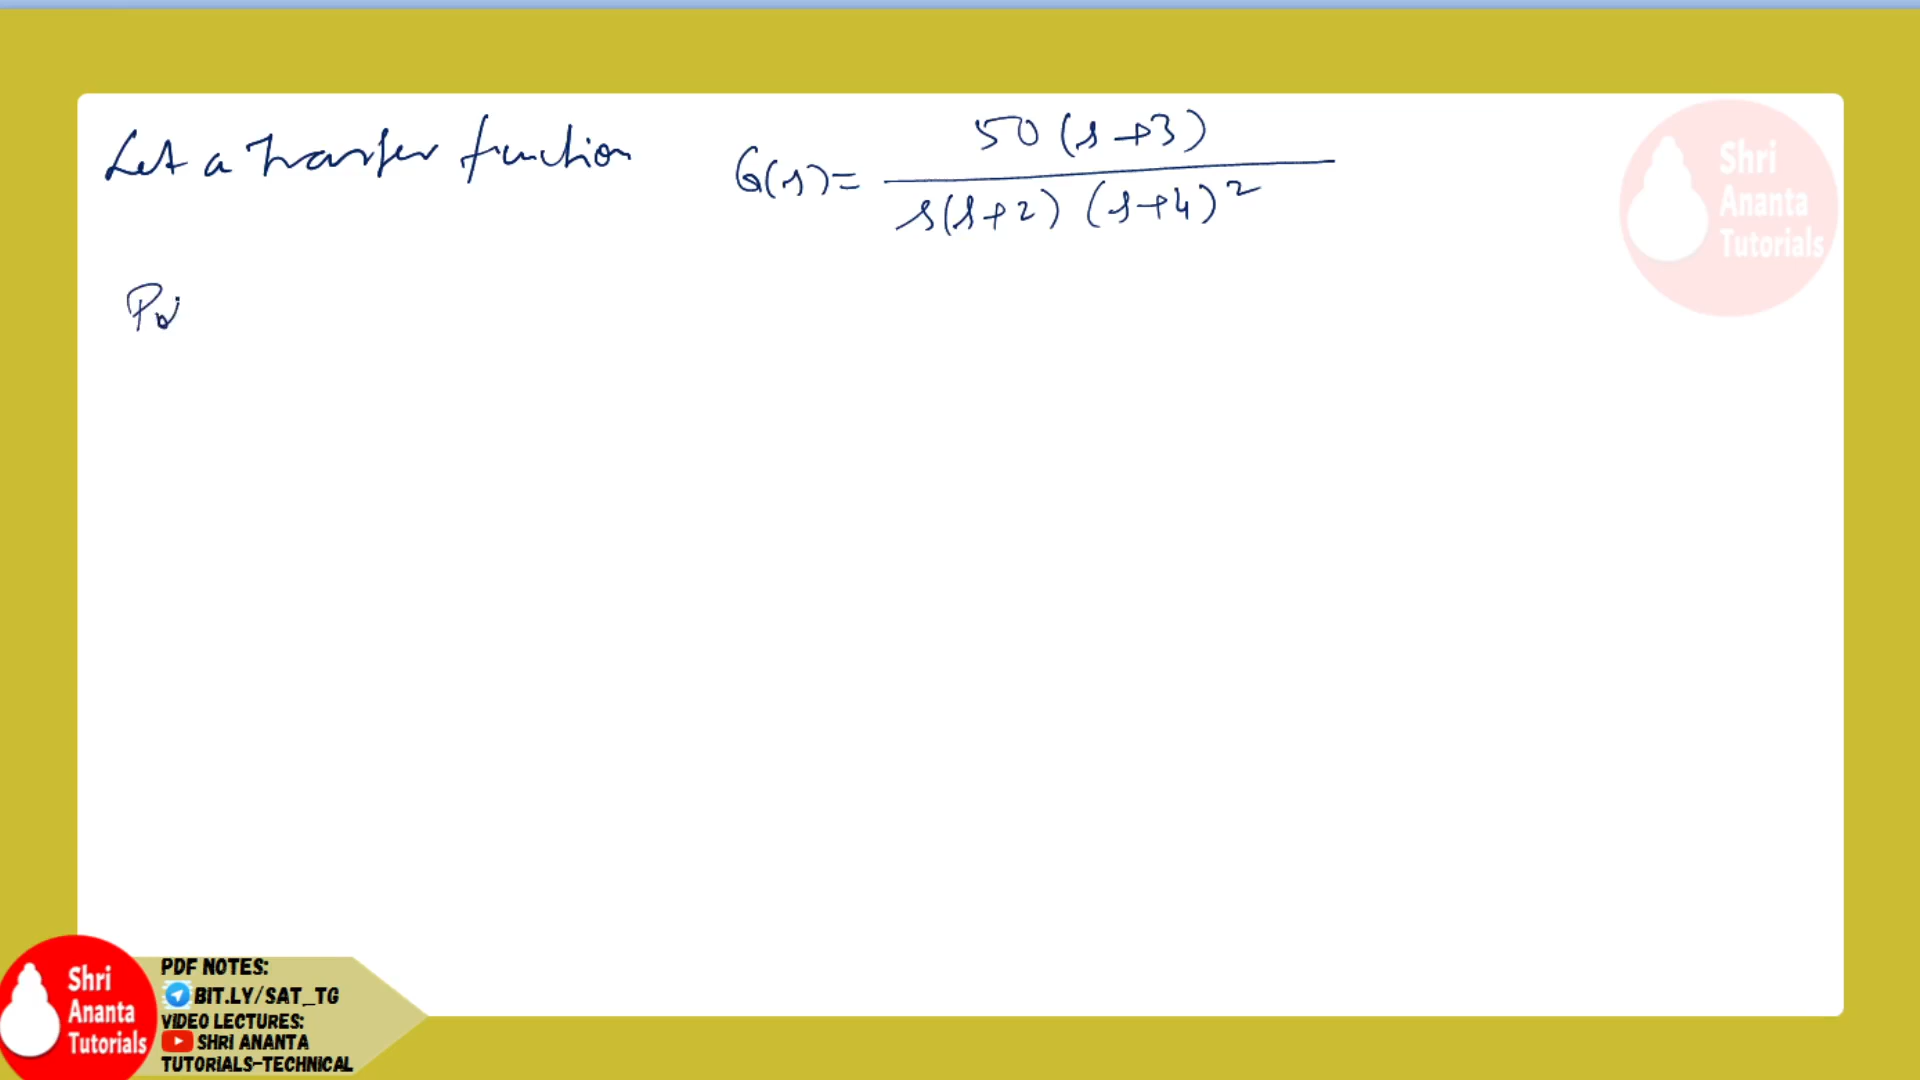 Let a transfer function G(s) = 50(s+3) / s(s+2) (s+4)²
Shri
Ananta
Tutorials
Shri
Ananta
Tutorials
PDF NOTES:
BIT.LY/SAT_TG
VIDEO LECTURES:
SHRI ANANTA
TUTORIALS-TECHNICAL